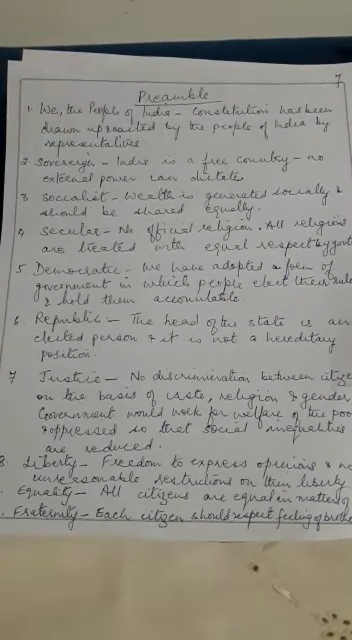 7
Preamble
1. We, the People of India - Constitution has been
drawn up & enacted by the people of India by
representatives
2 Sovereign - India is a free country - no
external power can dictate
3. Socialist - Wealth is generated socially &
should be shared equally.
4 Secular - No official religion. All religions
are treated with equal respect by govt
5 Democratic - We have adopted a form of
government in which people elect their rule
& hold them accountable.
6. Republic - The head of the state is an
elected person & it is not a hereditary
position.
7 Justice - No discrimination between citize
on the basis of caste, religion & gender
Government would work for welfare of the poo
& oppressed so that social inequalities
are reduced.
8. Liberty - Freedom to express opinions & no
unreasonable restrictions on their liberty
. Equality - All citizens are equal in matters of
. Fraternity - Each citizen should respect feeling of brothe